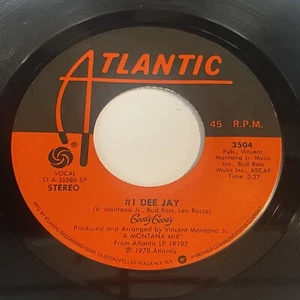 ATLANTIC
45 R.P.M.
VOCAL
ST-A-35586 SP
STEREO
3504
Pub., Vincent
Montana Jr. Music
Inc., Bud Ross
Music Inc., ASCAP
Time: 3:27
#1 DEE JAY
(V. Montana Jr., Bud Ross, Len Rocco)
Goody Goody
Produced and Arranged by Vincent Montana Jr.
"A MONTANA MIX"
From Atlantic LP 19197
Ⓟ 1978 Atlantic